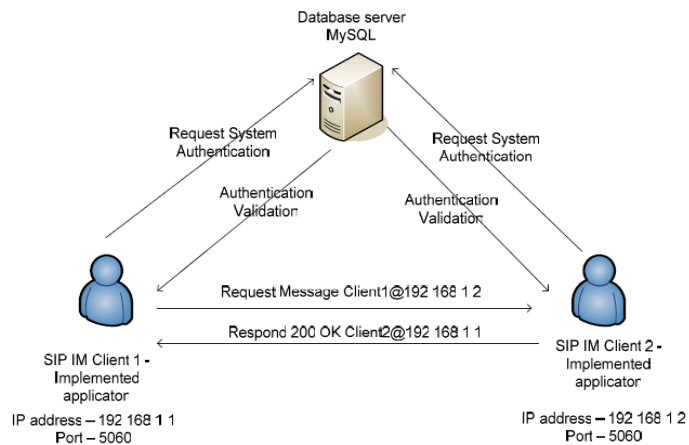 Database server
MySQL
Request System
Authentication
Request System
Authentication
Authentication
Validation
Authentication
Validation
Request Message Client1@192 168 1 2
Respond 200 OK Client2@192 168 1 1
SIP IM Client 1 -
Implemented
applicator
IP address – 192 168 1 1
Port – 5060
SIP IM Client 2 -
Implemented
applicator
IP address – 192 168 1 2
Port – 5060